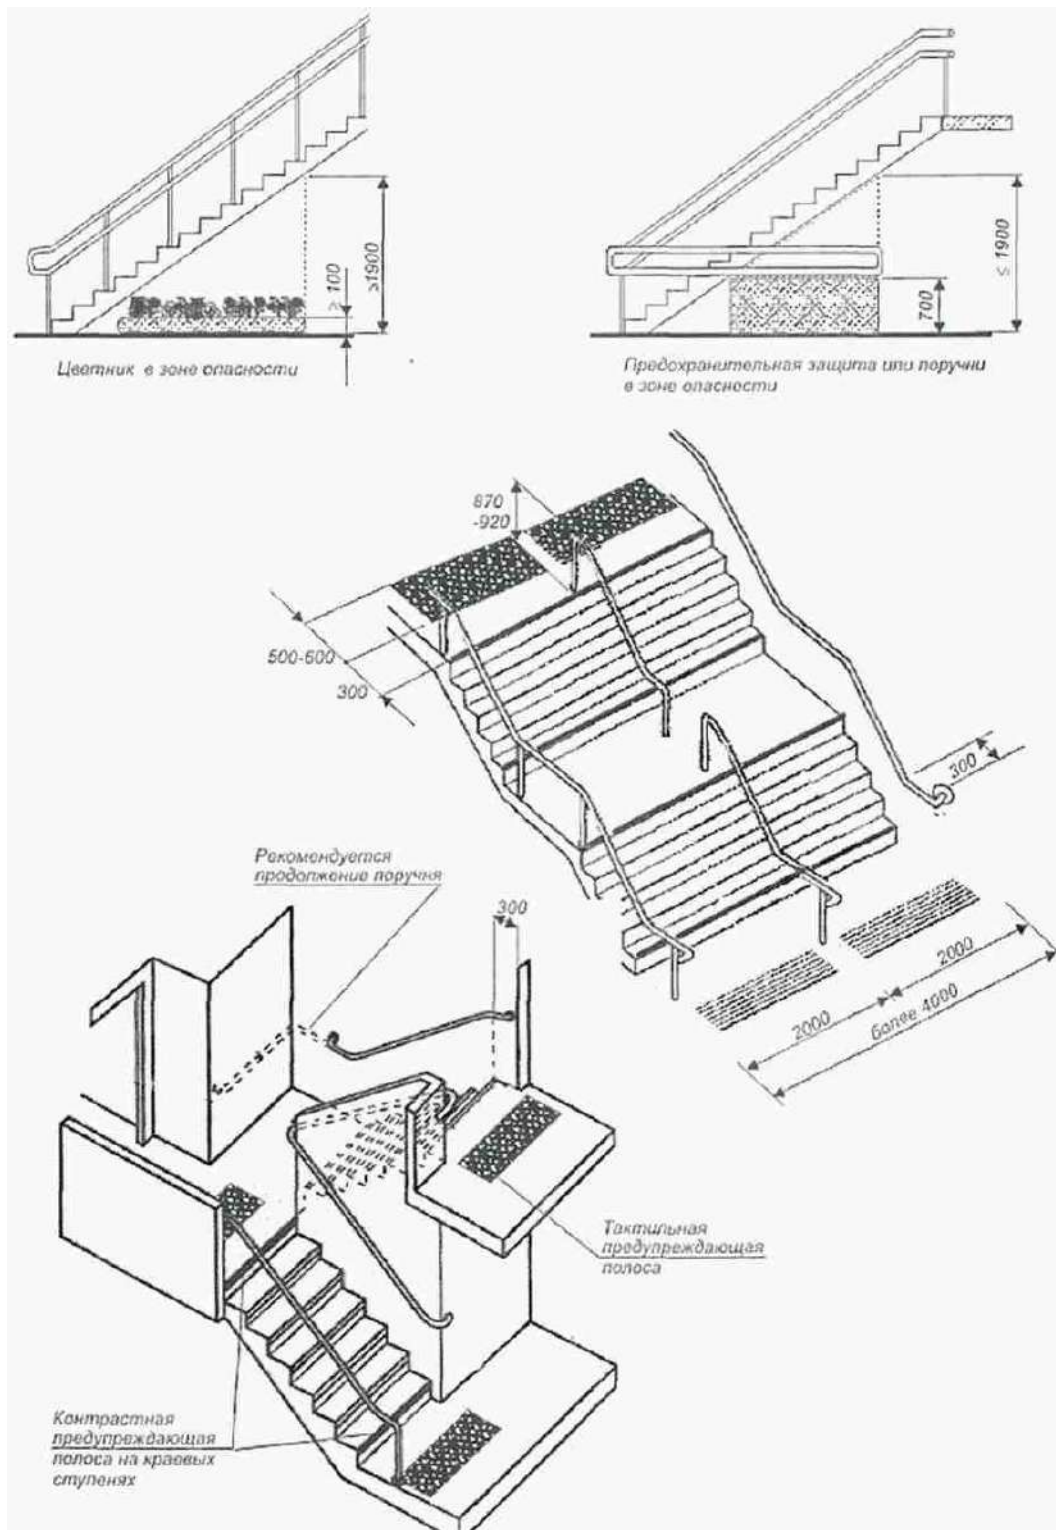 ≥1900
≥ 100
Цветник в зоне опасности
≤ 1900
700
Предохранительная защита или поручни
в зоне опасности
870
-920
500-600
300
300
2000
2000
более 4000
Рекомендуется
продолжение поручня
300
Тактильная
предупреждающая
полоса
Контрастная
предупреждающая
полоса на краевых
ступенях